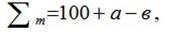 ∑ m=100 + а – в ,